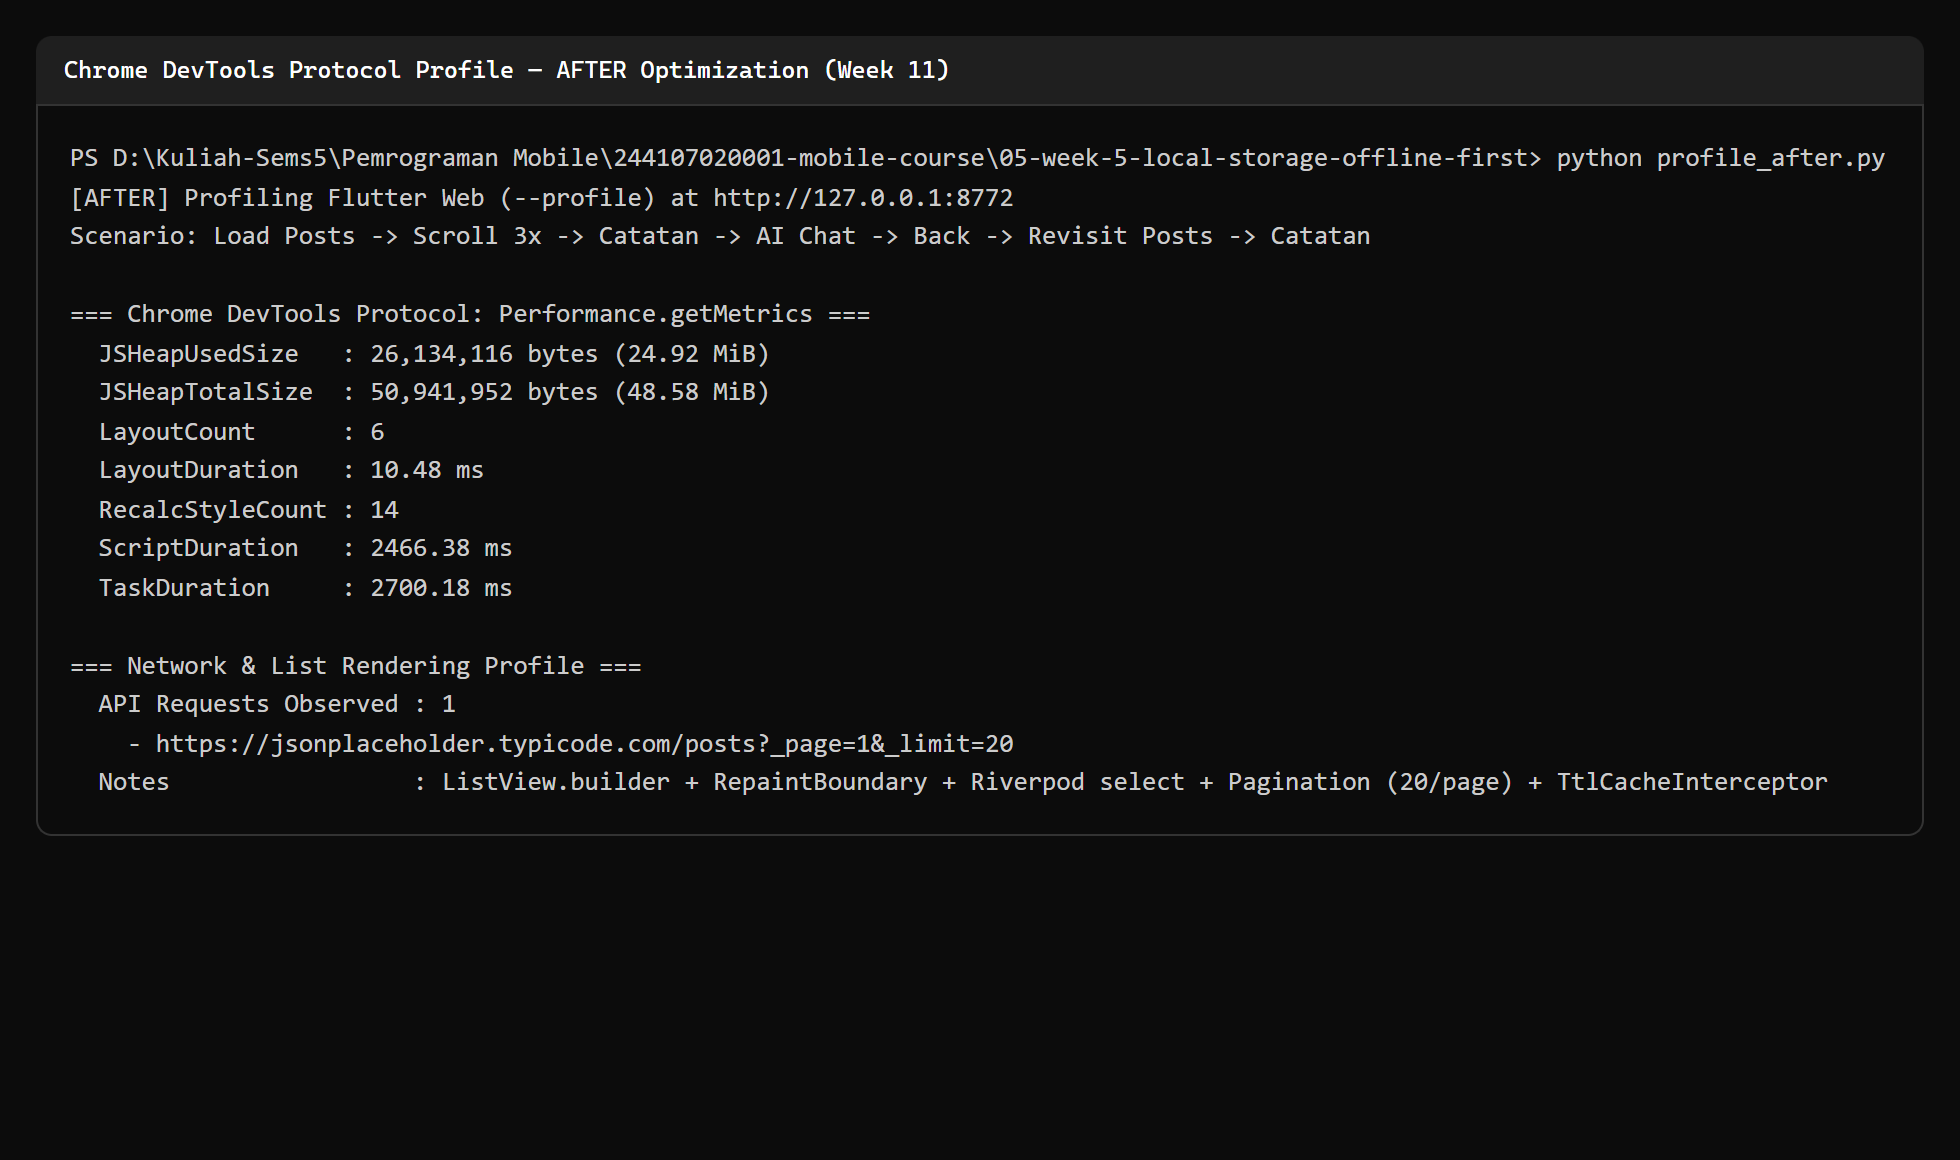 Chrome DevTools Protocol Profile — AFTER Optimization (Week 11)
PS D:\Kuliah-Sems5\Pemrograman Mobile\244107020001-mobile-course\05-week-5-local-storage-offline-first> python profile_after.py
[AFTER] Profiling Flutter Web (--profile) at http://127.0.0.1:8772
Scenario: Load Posts -> Scroll 3x -> Catatan -> AI Chat -> Back -> Revisit Posts -> Catatan
=== Chrome DevTools Protocol: Performance.getMetrics ===
JSHeapUsedSize   : 26,134,116 bytes (24.92 MiB)
JSHeapTotalSize  : 50,941,952 bytes (48.58 MiB)
LayoutCount      : 6
LayoutDuration   : 10.48 ms
RecalcStyleCount : 14
ScriptDuration   : 2466.38 ms
TaskDuration     : 2700.18 ms
=== Network & List Rendering Profile ===
API Requests Observed : 1
- https://jsonplaceholder.typicode.com/posts?_page=1&_limit=20
Notes                 : ListView.builder + RepaintBoundary + Riverpod select + Pagination (20/page) + TtlCacheInterceptor